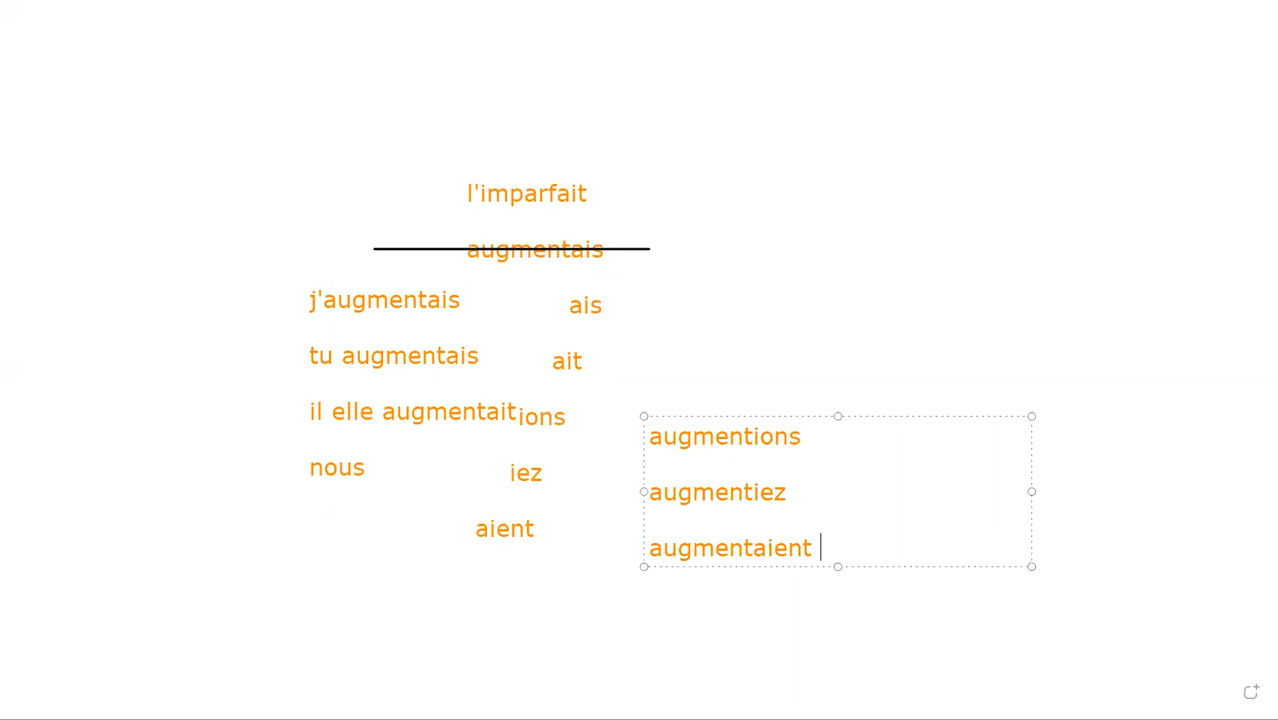 l'imparfait
augmentais
j'augmentais
ais
tu augmentais
ait
il elle augmentait
ions
nous
iez
aient
augmentions
augmentiez
augmentaient